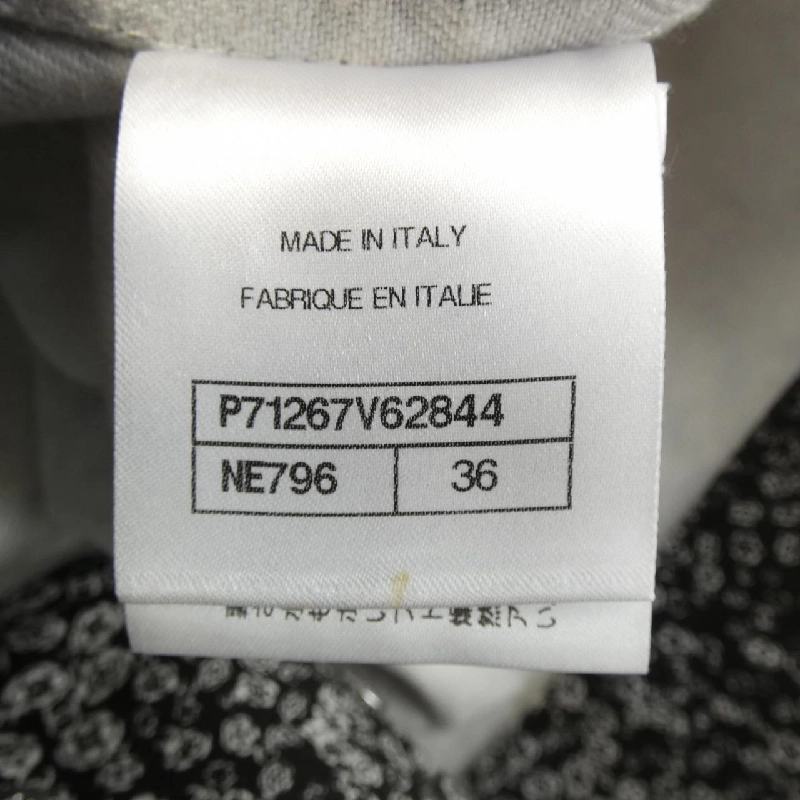 MADE IN ITALY
FABRIQUE EN ITALIE
P71267V62844
NE796 36